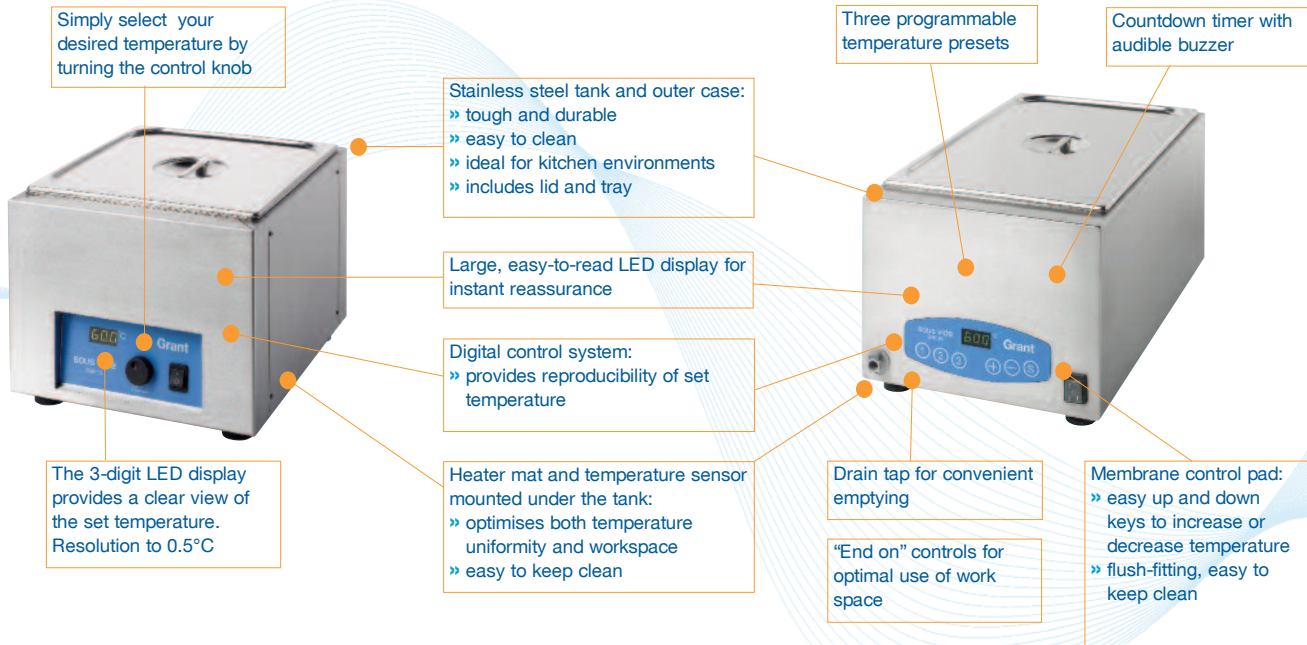 Simply select your
desired temperature by
turning the control knob
Three programmable
temperature presets
Countdown timer with
audible buzzer
Stainless steel tank and outer case:
» tough and durable
» easy to clean
» ideal for kitchen environments
» includes lid and tray
Large, easy-to-read LED display for
instant reassurance
Digital control system:
» provides reproducibility of set
temperature
Heater mat and temperature sensor
mounted under the tank:
» optimises both temperature
uniformity and workspace
» easy to keep clean
The 3-digit LED display
provides a clear view of
the set temperature.
Resolution to 0.5°C
Drain tap for convenient
emptying
"End on" controls for
optimal use of work
space
Membrane control pad:
» easy up and down
keys to increase or
decrease temperature
» flush-fitting, easy to
keep clean
60.0 °C
Grant
60.0
Grant
1 2 3 + − S